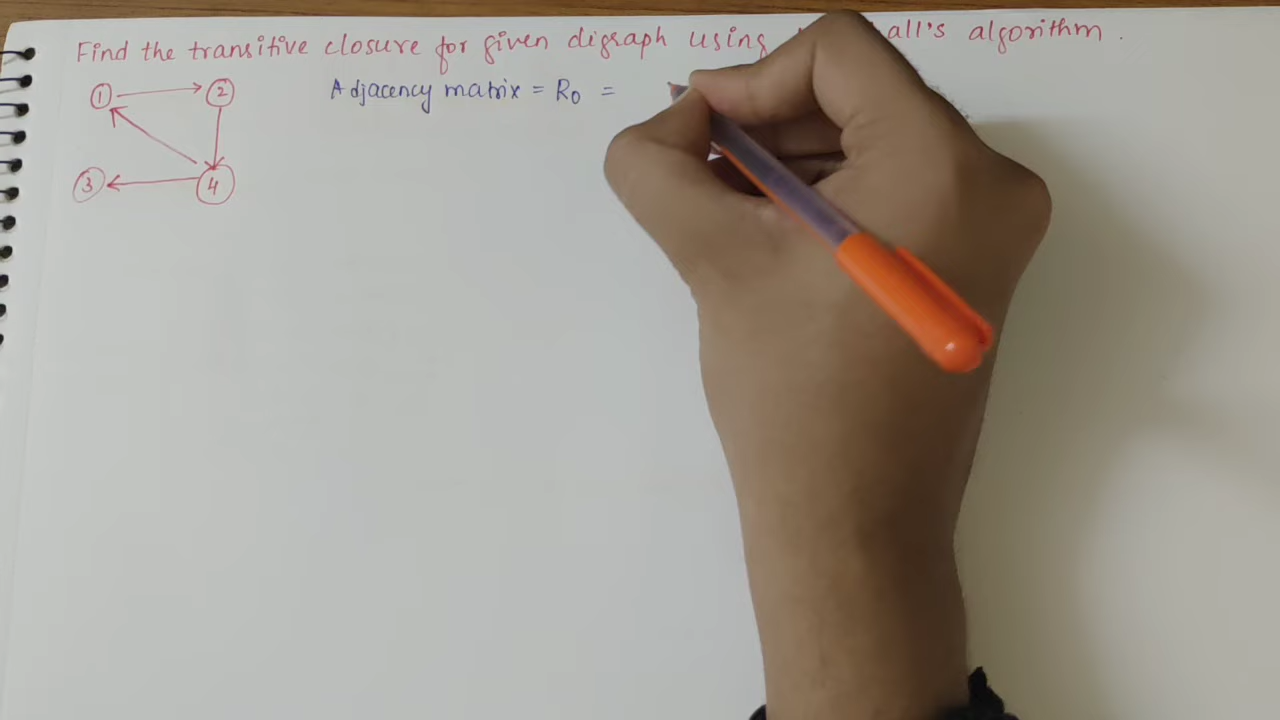 Find the transitive closure for given digraph using all's algorithm.
1 2
Adjacency matrix = R0 =
3 4